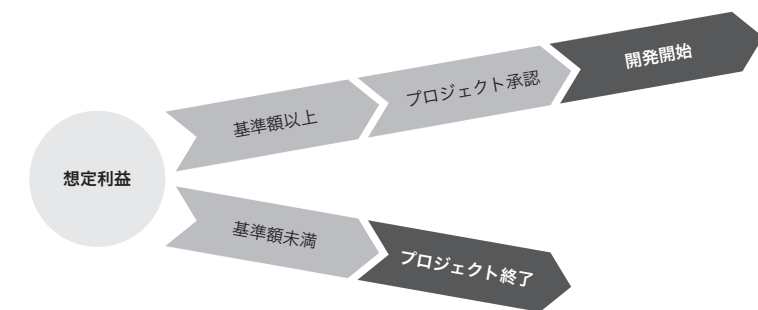 想定利益
基準額以上
プロジェクト承認
開発開始
基準額未満
プロジェクト終了